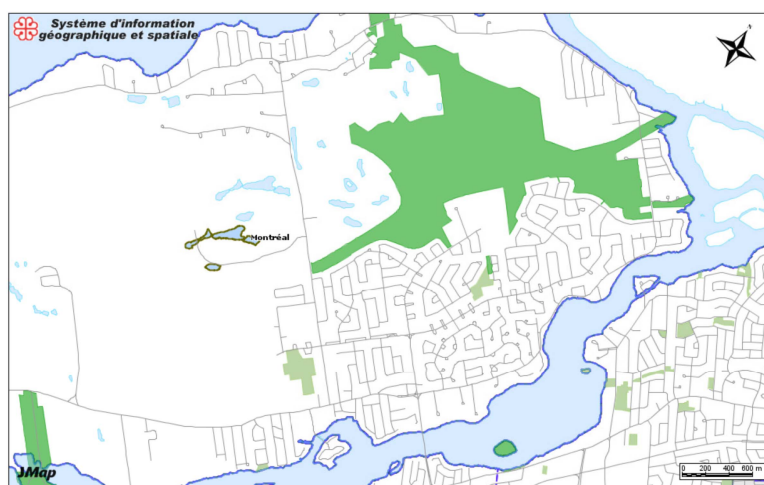 Système d'information
géographique et spatiale
N
Montréal
JMap
0 200 400 600 m